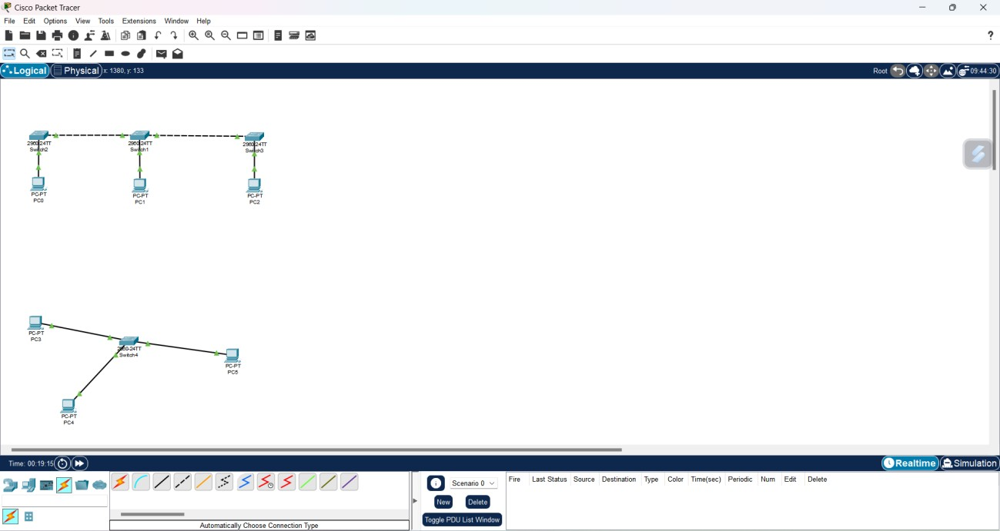 Cisco Packet Tracer
File Edit Options View Tools Extensions Window Help
?
Logical Physical x: 1380, y: 133 Root 09:44:30
2960-24TT
Switch2
2960-24TT
Switch1
2960-24TT
Switch3
PC-PT
PC0
PC-PT
PC1
PC-PT
PC2
PC-PT
PC3
2960-24TT
Switch4
PC-PT
PC5
PC-PT
PC4
Time: 00:19:15 Realtime Simulation
Scenario 0
New Delete
Toggle PDU List Window
Fire Last Status Source Destination Type Color Time(sec) Periodic Num Edit Delete
Automatically Choose Connection Type